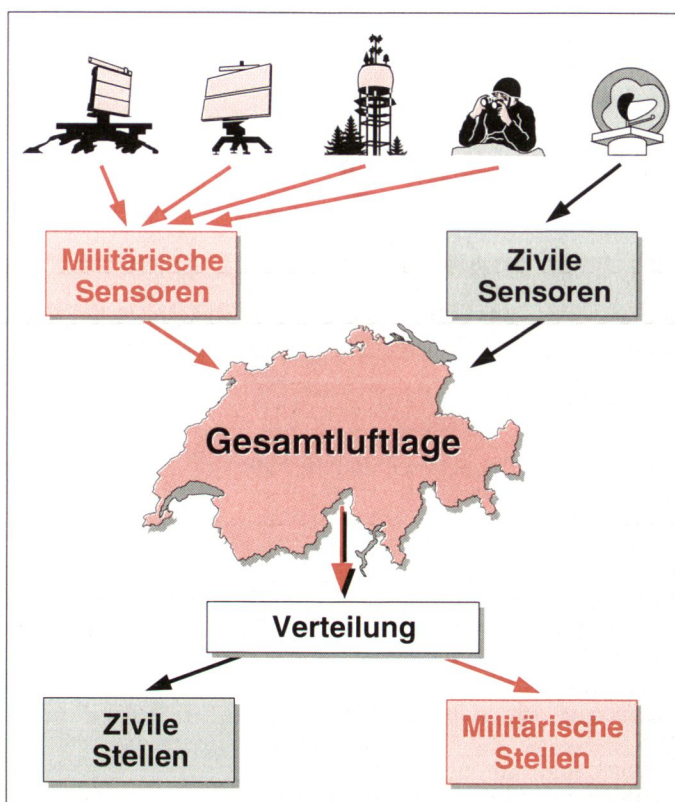 Militärische
Sensoren
Zivile
Sensoren
Gesamtluftlage
Verteilung
Zivile
Stellen
Militärische
Stellen